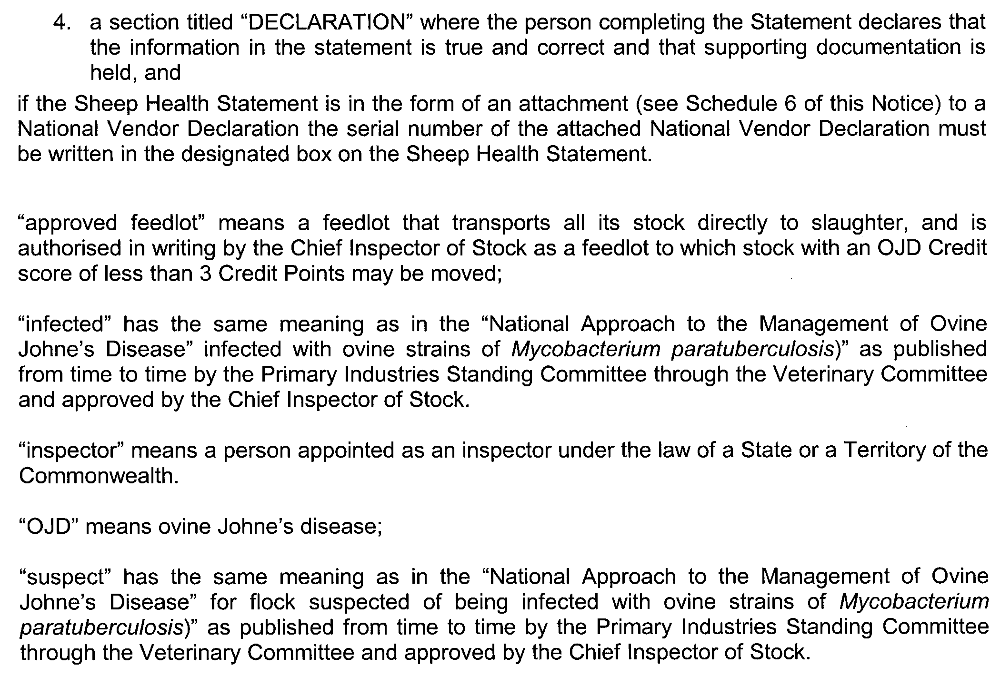 4. a section titled “DECLARATION” where the person completing the Statement declares that
the information in the statement is true and correct and that supporting documentation is
held, and
if the Sheep Health Statement is in the form of an attachment (see Schedule 6 of this Notice) to a
National Vendor Declaration the serial number of the attached National Vendor Declaration must
be written in the designated box on the Sheep Health Statement.
“approved feedlot” means a feedlot that transports all its stock directly to slaughter, and is
authorised in writing by the Chief Inspector of Stock as a feedlot to which stock with an OJD Credit
score of less than 3 Credit Points may be moved;
“infected” has the same meaning as in the “National Approach to the Management of Ovine
Johne’s Disease” infected with ovine strains of Mycobacterium paratuberculosis)” as published
from time to time by the Primary Industries Standing Committee through the Veterinary Committee
and approved by the Chief Inspector of Stock.
“inspector” means a person appointed as an inspector under the law of a State or a Territory of the
Commonwealth.
“OJD” means ovine Johne’s disease;
“suspect” has the same meaning as in the “National Approach to the Management of Ovine
Johne’s Disease” for flock suspected of being infected with ovine strains of Mycobacterium
paratuberculosis)” as published from time to time by the Primary Industries Standing Committee
through the Veterinary Committee and approved by the Chief Inspector of Stock.